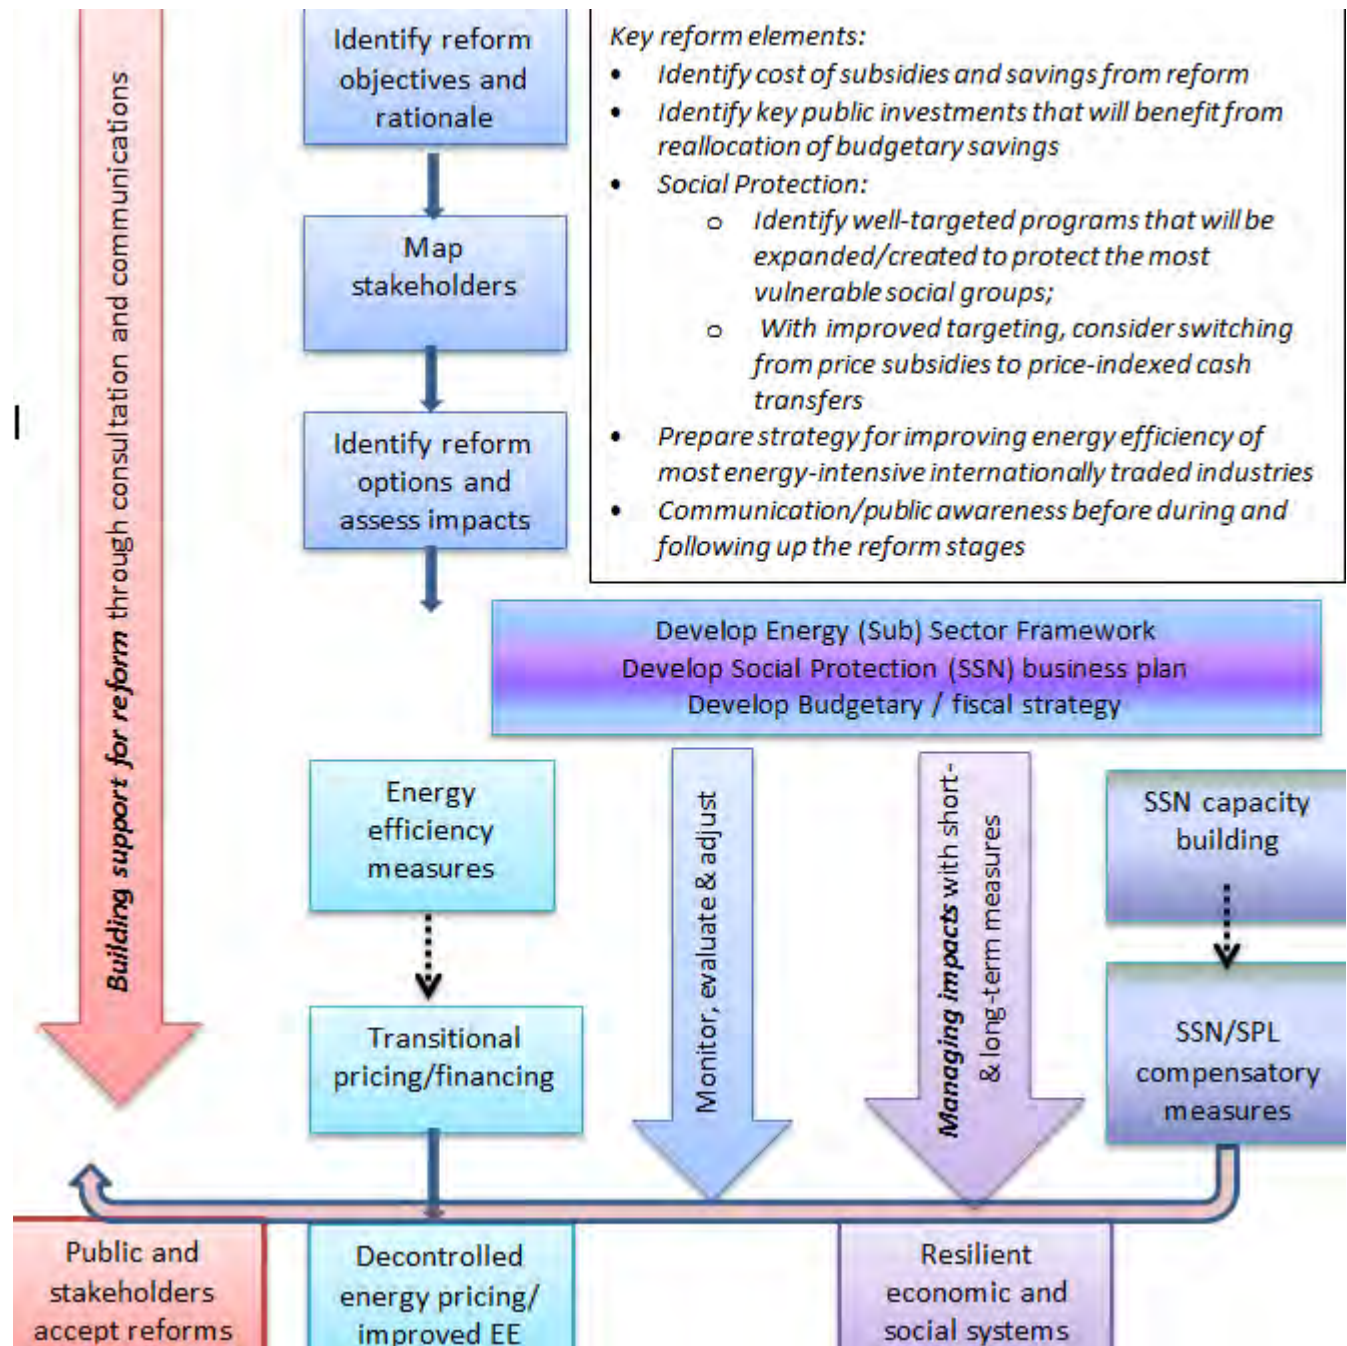 Building support for reform through consultation and communications
Identify reform
objectives and
rationale
Map
stakeholders
Identify reform
options and
assess impacts
Key reform elements:
• Identify cost of subsidies and savings from reform
• Identify key public investments that will benefit from
reallocation of budgetary savings
• Social Protection:
o Identify well-targeted programs that will be
expanded/created to protect the most
vulnerable social groups;
o With improved targeting, consider switching
from price subsidies to price-indexed cash
transfers
• Prepare strategy for improving energy efficiency of
most energy-intensive internationally traded industries
• Communication/public awareness before during and
following up the reform stages
Develop Energy (Sub) Sector Framework
Develop Social Protection (SSN) business plan
Develop Budgetary / fiscal strategy
Energy
efficiency
measures
Transitional
pricing/financing
Monitor, evaluate & adjust
Managing impacts with short-
& long-term measures
SSN capacity
building
SSN/SPL
compensatory
measures
Public and
stakeholders
accept reforms
Decontrolled
energy pricing/
improved EE
Resilient
economic and
social systems